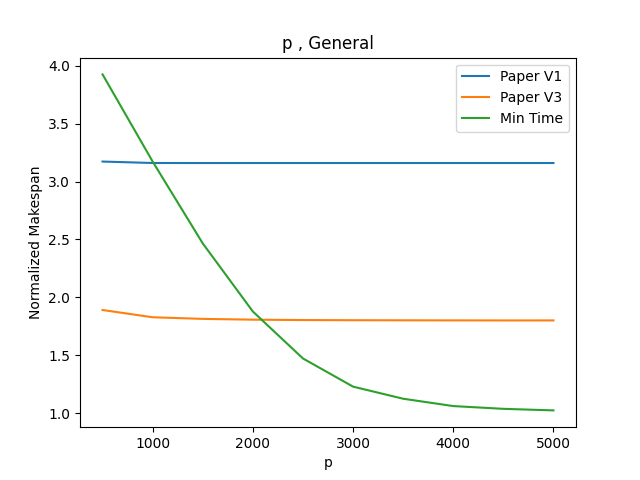 p , General
Paper V1
Paper V3
Min Time
Normalized Makespan
4.0
3.5
3.0
2.5
2.0
1.5
1.0
1000 2000 3000 4000 5000
p